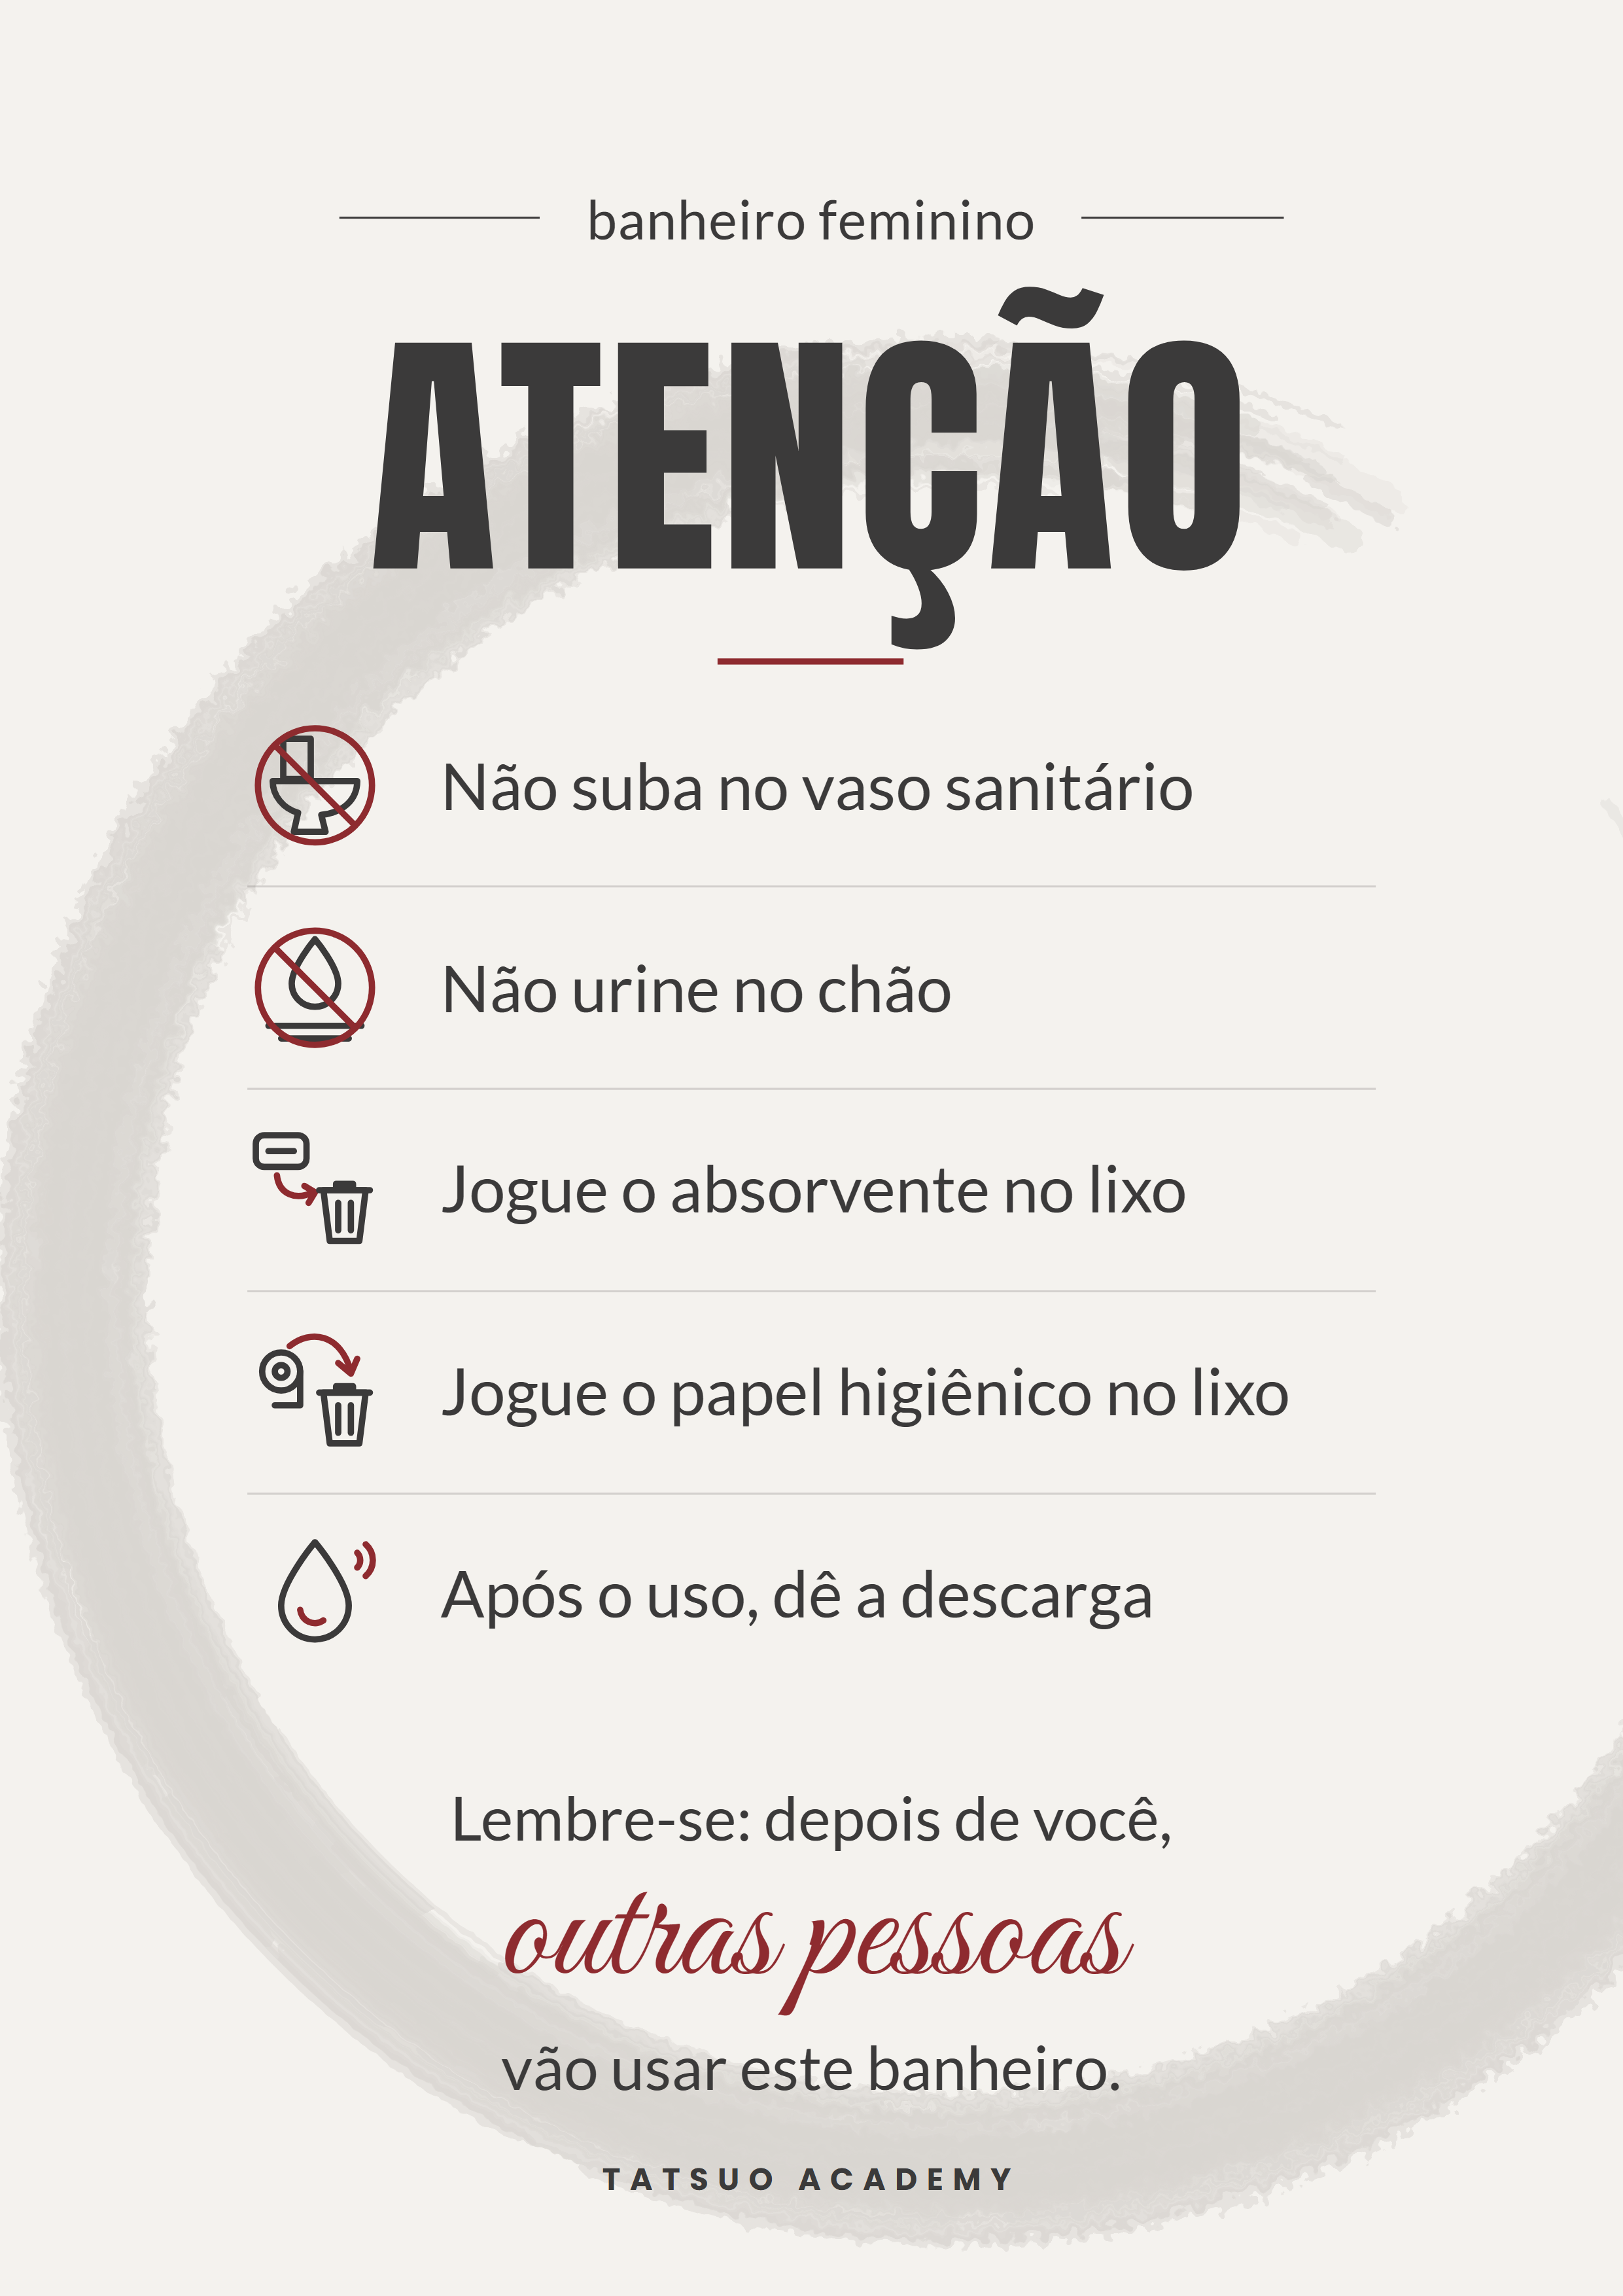 banheiro feminino
ATENÇÃO
Não suba no vaso sanitário
Não urine no chão
Jogue o absorvente no lixo
Jogue o papel higiênico no lixo
Após o uso, dê a descarga
Lembre-se: depois de você,
outras pessoas
vão usar este banheiro.
TATSUO ACADEMY